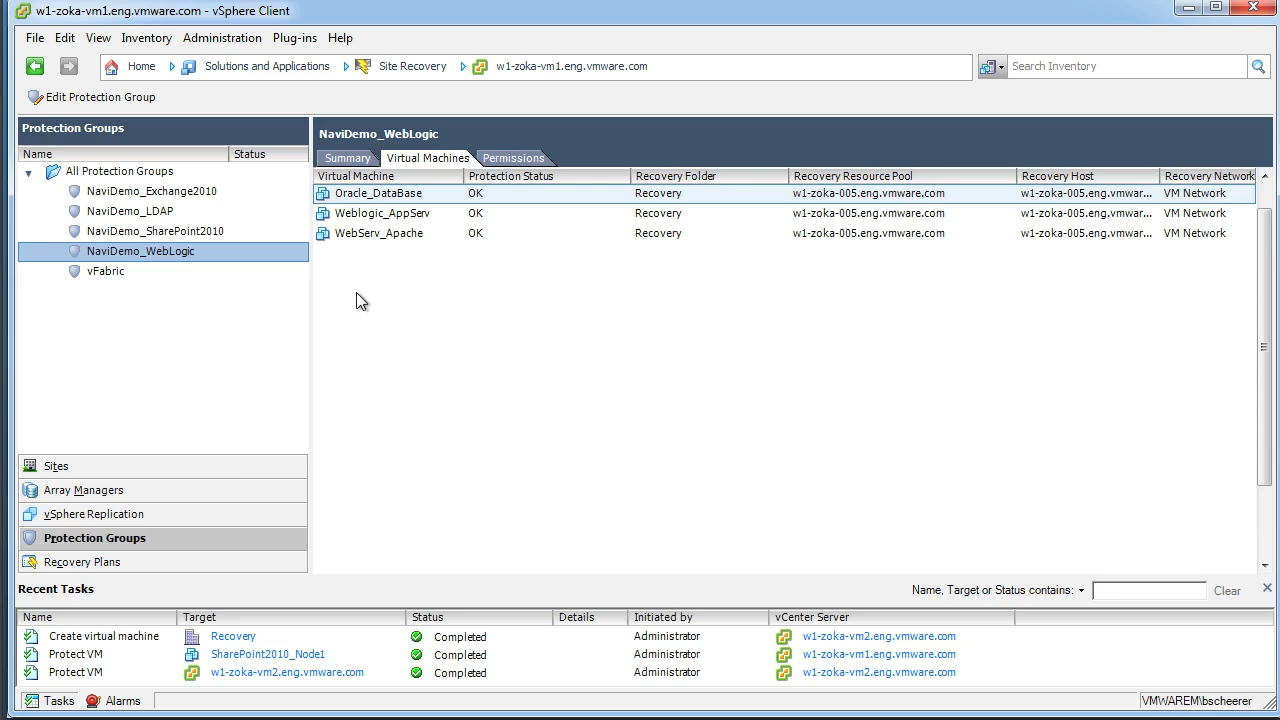 w1-zoka-vm1.eng.vmware.com - vSphere Client
File Edit View Inventory Administration Plug-ins Help
Home Solutions and Applications Site Recovery w1-zoka-vm1.eng.vmware.com Search Inventory
Edit Protection Group
Protection Groups
Name Status
All Protection Groups
NaviDemo_Exchange2010
NaviDemo_LDAP
NaviDemo_SharePoint2010
NaviDemo_WebLogic
vFabric
Sites
Array Managers
vSphere Replication
Protection Groups
Recovery Plans
NaviDemo_WebLogic
Summary Virtual Machines Permissions
Virtual Machine Protection Status Recovery Folder Recovery Resource Pool Recovery Host Recovery Network
Oracle_DataBase OK Recovery w1-zoka-005.eng.vmware.com w1-zoka-005.eng.vmwar... VM Network
Weblogic_AppServ OK Recovery w1-zoka-005.eng.vmware.com w1-zoka-005.eng.vmwar... VM Network
WebServ_Apache OK Recovery w1-zoka-005.eng.vmware.com w1-zoka-005.eng.vmwar... VM Network
Recent Tasks Name, Target or Status contains: Clear
Name Target Status Details Initiated by vCenter Server
Create virtual machine Recovery Completed Administrator w1-zoka-vm2.eng.vmware.com
Protect VM SharePoint2010_Node1 Completed Administrator w1-zoka-vm1.eng.vmware.com
Protect VM w1-zoka-vm2.eng.vmware.com Completed Administrator w1-zoka-vm2.eng.vmware.com
Tasks Alarms VMWAREM\bscheerer